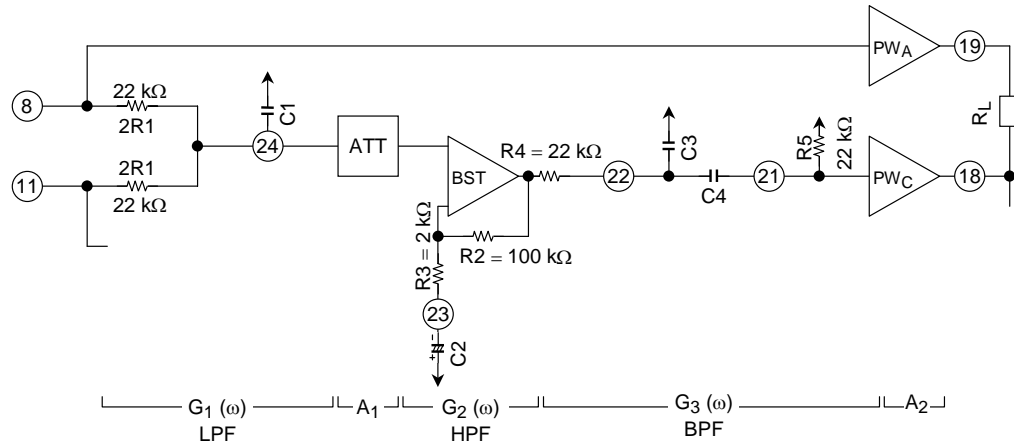 PWA
19
8
22 kΩ
2R1
C1
RL
24
ATT
R4 = 22 kΩ
C3
R5
22 kΩ
11
2R1
22 kΩ
BST
22
C4
21
PWC
18
R3 = 2 kΩ
R2 = 100 kΩ
23
+ -
C2
G1 (ω)
A1
G2 (ω)
G3 (ω)
A2
LPF
HPF
BPF